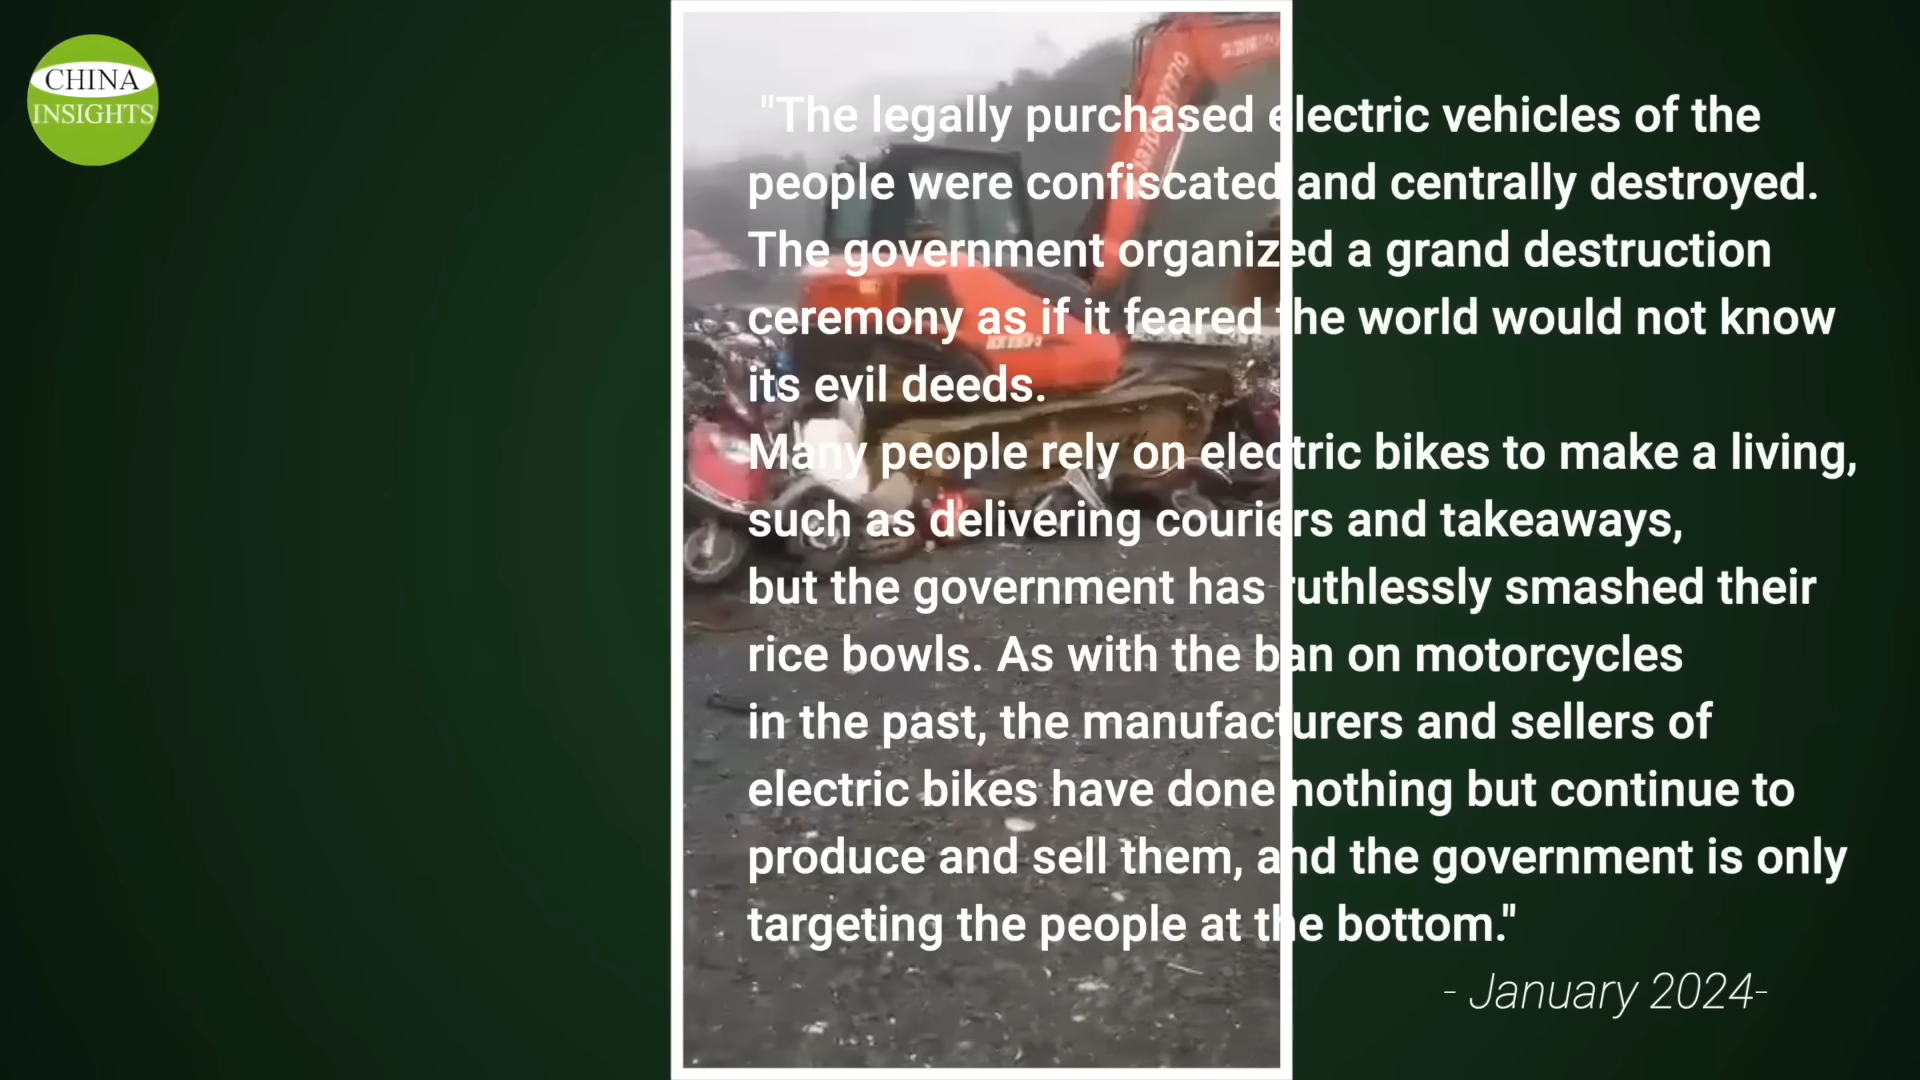 CHINA
INSIGHTS
"The legally purchased electric vehicles of the
people were confiscated and centrally destroyed.
The government organized a grand destruction
ceremony as if it feared the world would not know
its evil deeds.
Many people rely on electric bikes to make a living,
such as delivering couriers and takeaways,
but the government has ruthlessly smashed their
rice bowls. As with the ban on motorcycles
in the past, the manufacturers and sellers of
electric bikes have done nothing but continue to
produce and sell them, and the government is only
targeting the people at the bottom."
- January 2024-